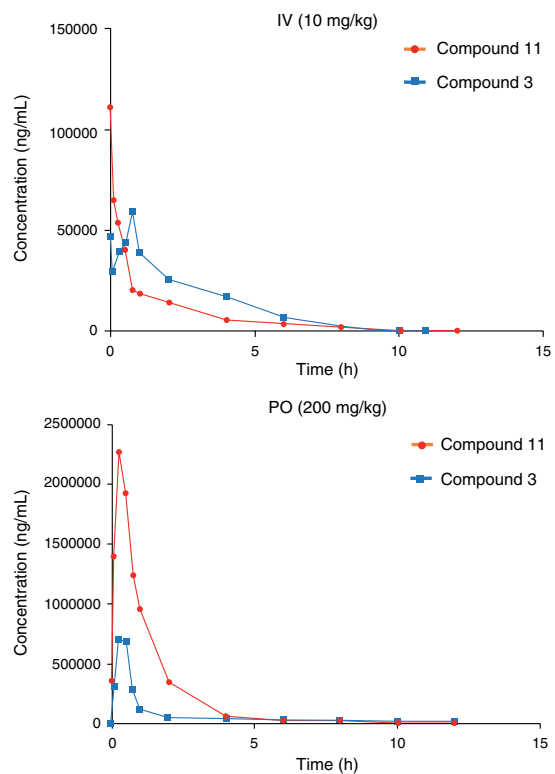 IV (10 mg/kg)
150000
100000
50000
0
Concentration (ng/mL)
Compound 11
Compound 3
0 5 10 15
Time (h)
PO (200 mg/kg)
2500000
2000000
1500000
1000000
500000
0
Concentration (ng/mL)
Compound 11
Compound 3
0 5 10 15
Time (h)